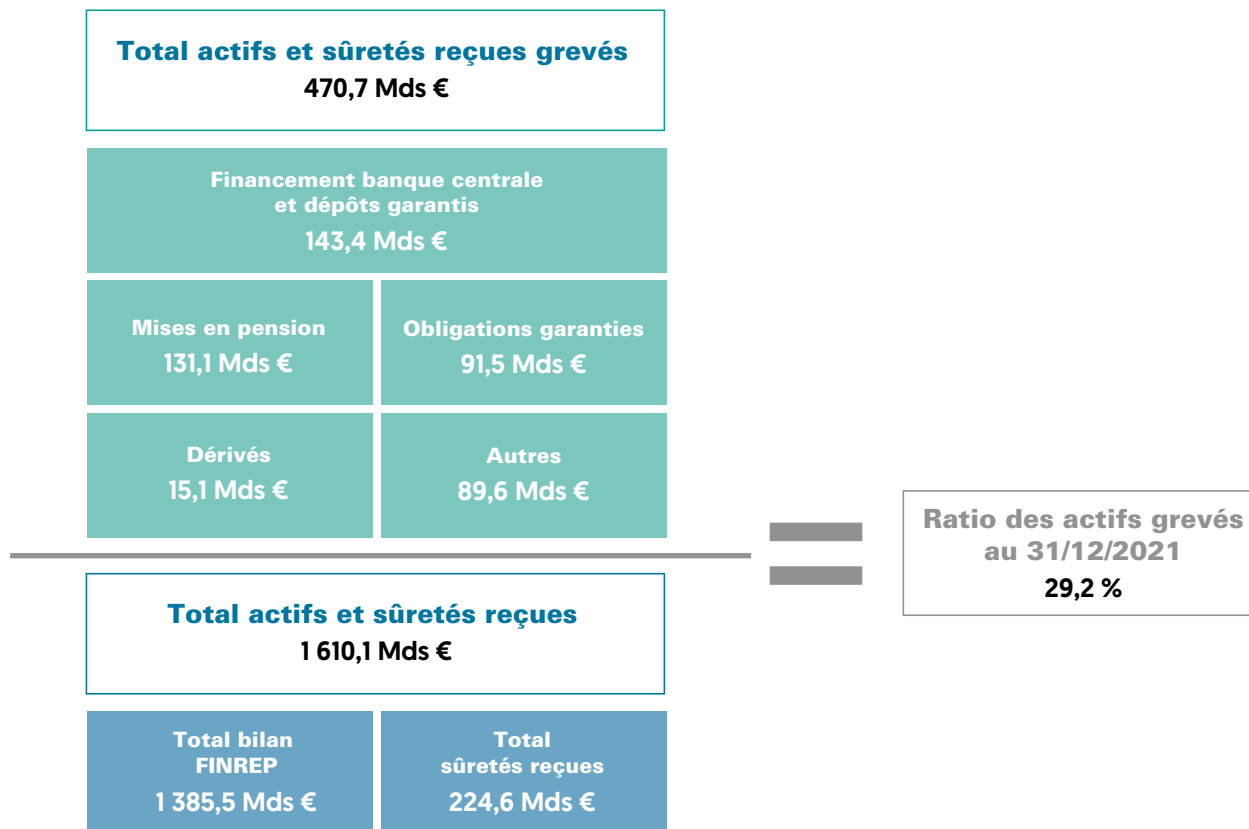 Total actifs et sûretés reçues grevés
470,7 Mds €
Financement banque centrale
et dépôts garantis
143,4 Mds €
Mises en pension
131,1 Mds €
Obligations garanties
91,5 Mds €
Dérivés
15,1 Mds €
Autres
89,6 Mds €
Total actifs et sûretés reçues
1 610,1 Mds €
Total bilan
FINREP
1 385,5 Mds €
Total
sûretés reçues
224,6 Mds €
Ratio des actifs grevés
au 31/12/2021
29,2 %